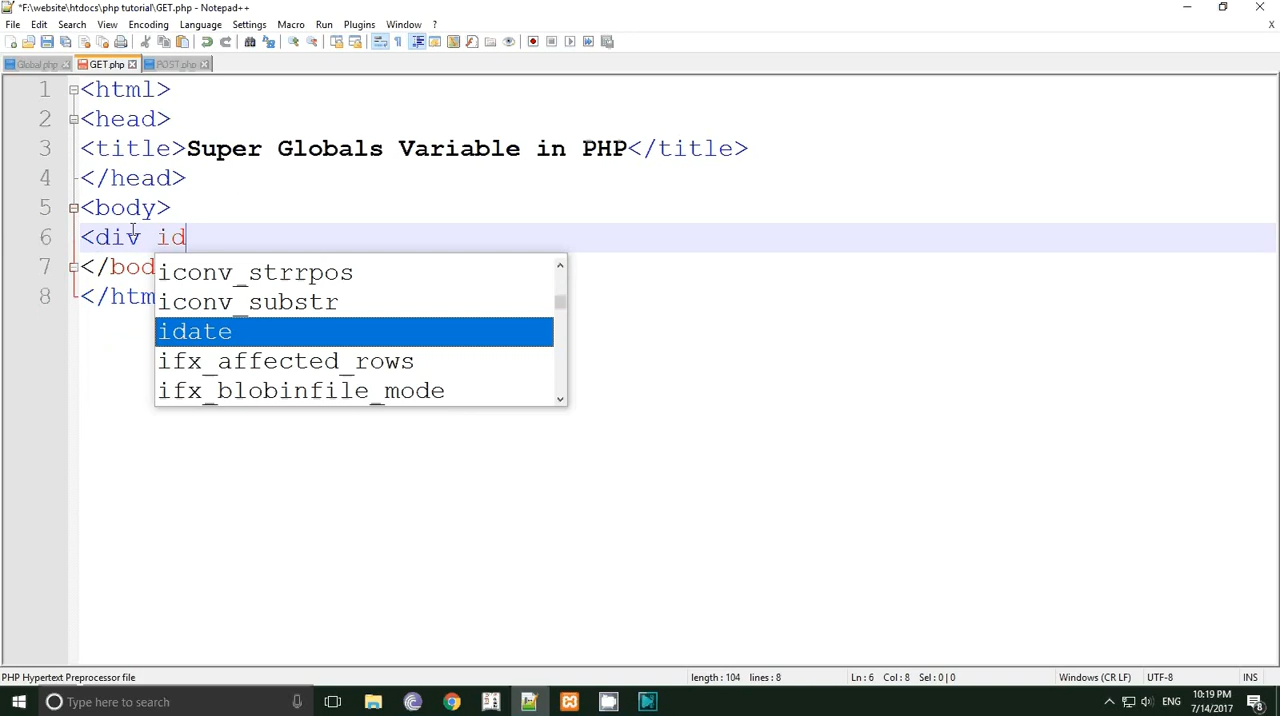 *F:\website\htdocs\php tutorial\GET.php - Notepad++
File Edit Search View Encoding Language Settings Macro Run Plugins Window ?
Global.php GET.php POST.php
1 <html>
2 <head>
3 <title>Super Globals Variable in PHP</title>
4 </head>
5 <body>
6 <div id
7 </bod
8 </htm
iconv_strrpos
iconv_substr
idate
ifx_affected_rows
ifx_blobinfile_mode
PHP Hypertext Preprocessor file length : 104 lines : 8 Ln : 6 Col : 8 Sel : 0 | 0 Windows (CR LF) UTF-8 INS
Type here to search ENG 10:19 PM
7/14/2017